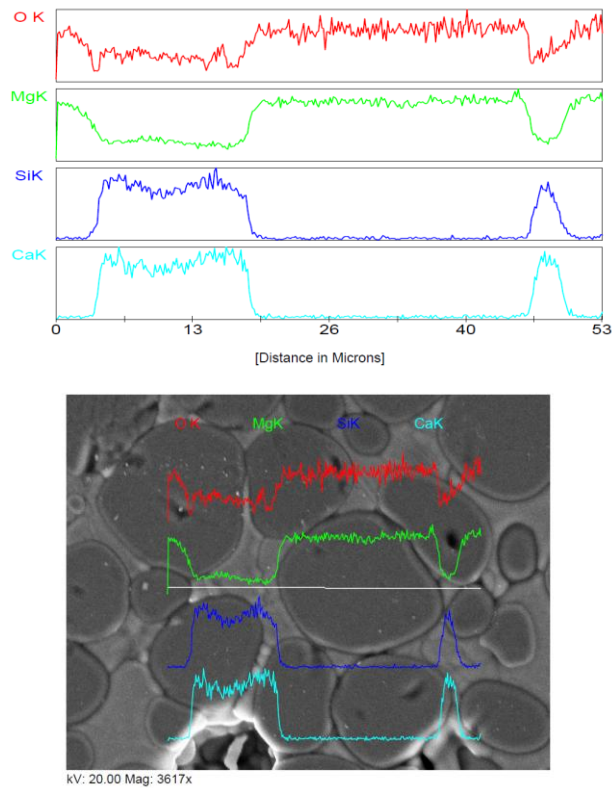 O K
MgK
SiK
CaK
0 13 26 40 53
[Distance in Microns]
O K MgK SiK CaK
kV: 20.00 Mag: 3617x